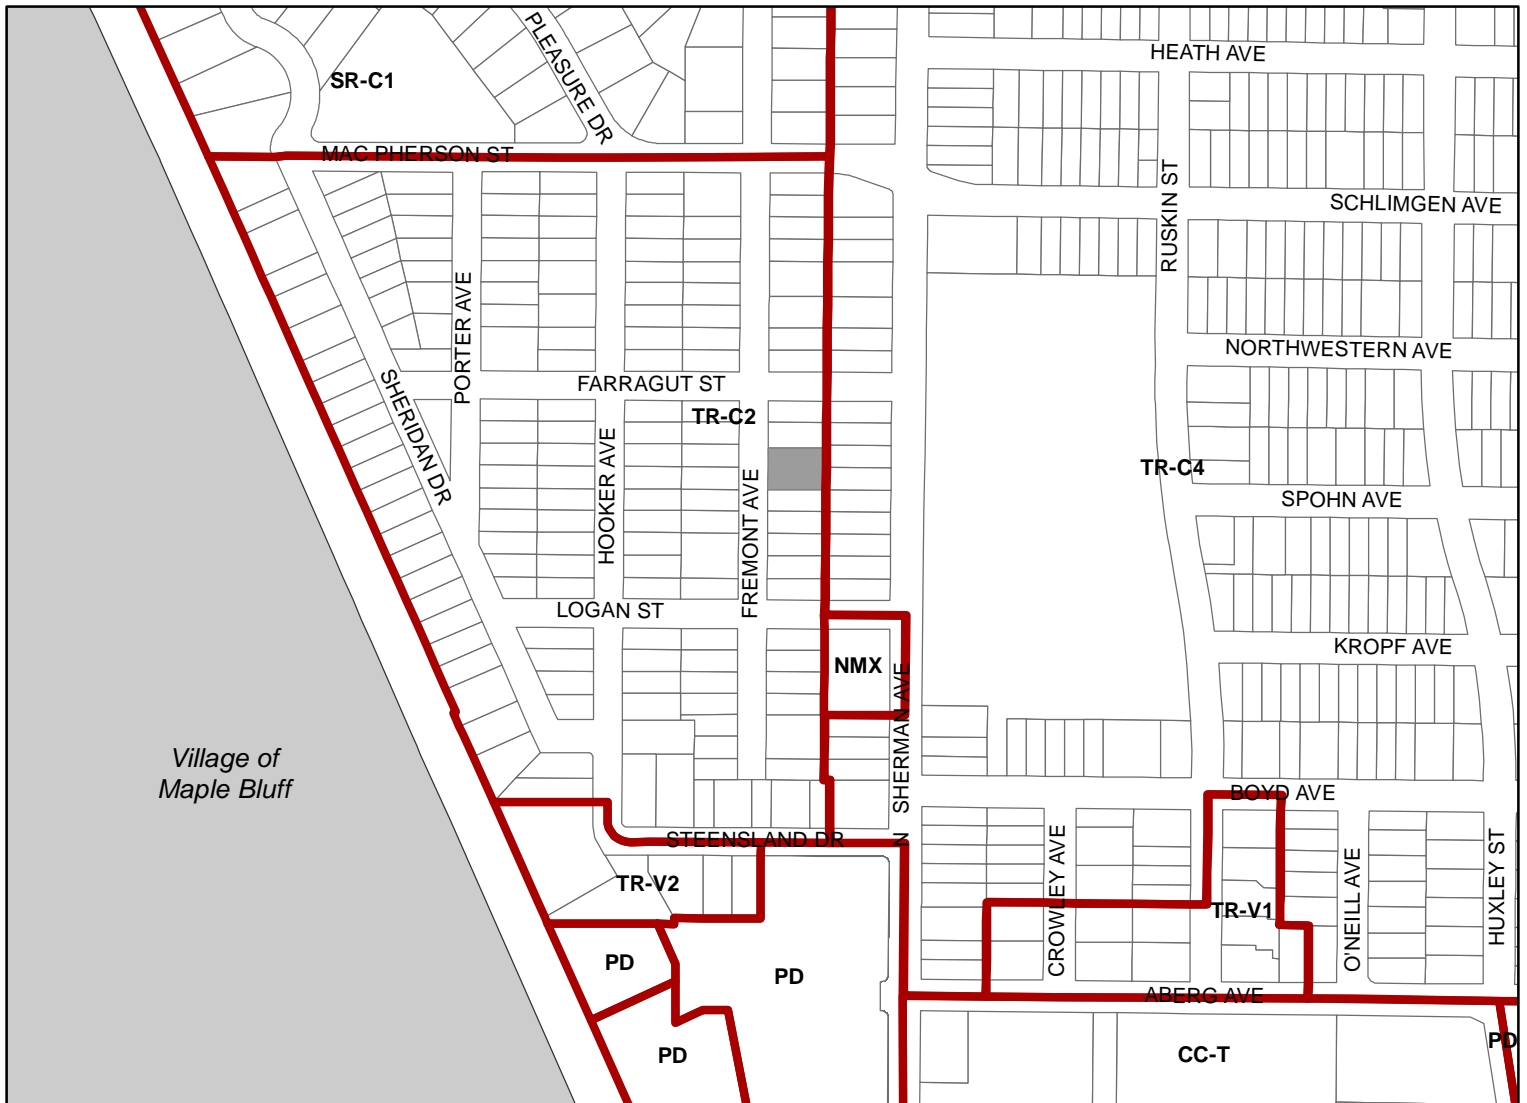 HEATH AVE
PLEASURE DR
SR-C1
MAC PHERSON ST
RUSKIN ST
SCHLIMGEN AVE
PORTER AVE
NORTHWESTERN AVE
SHERIDAN DR
FARRAGUT ST
TR-C2
HOOKER AVE
FREMONT AVE
TR-C4
SPOHN AVE
LOGAN ST
KROPF AVE
NMX
N SHERMAN AVE
Village of
Maple Bluff
BOYD AVE
STEENSLAND DR
CROWLEY AVE
O'NEILL AVE
HUXLEY ST
TR-V2
TR-V1
PD
PD
ABERG AVE
PD
CC-T
PD